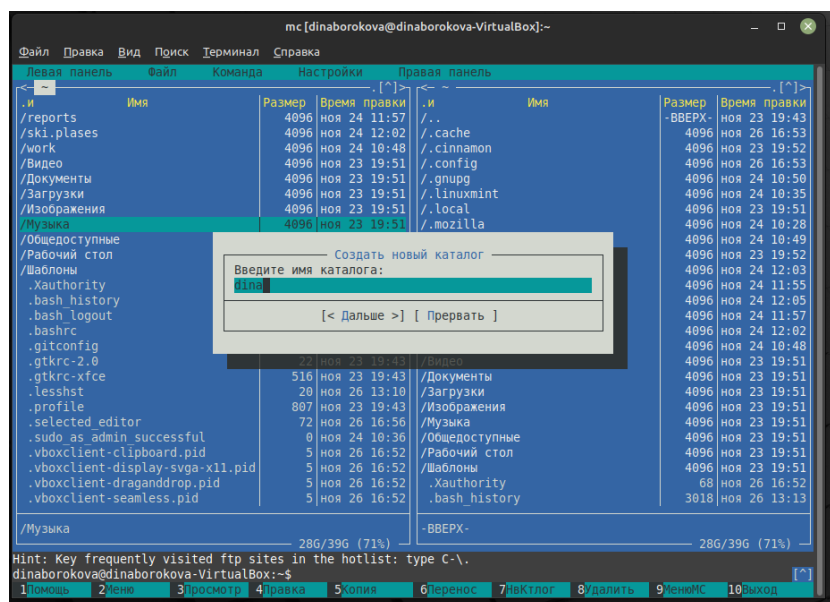 mc [dinaborokova@dinaborokova-VirtualBox]:~
Файл Правка Вид Поиск Терминал Справка
Левая панель Файл Команда Настройки Правая панель
<- ~ .[^]> <- ~ .[^]>
.и Имя Размер Время правки .и Имя Размер Время правки
/reports 4096 ноя 24 11:57 /.. -ВВЕРХ- ноя 23 19:43
/ski.plases 4096 ноя 24 12:02 /.cache 4096 ноя 26 16:53
/work 4096 ноя 24 10:48 /.cinnamon 4096 ноя 23 19:52
/Видео 4096 ноя 23 19:51 /.config 4096 ноя 26 16:53
/Документы 4096 ноя 23 19:51 /.gnupg 4096 ноя 24 10:50
/Загрузки 4096 ноя 23 19:51 /.linuxmint 4096 ноя 24 10:35
/Изображения 4096 ноя 23 19:51 /.local 4096 ноя 23 19:51
/Музыка 4096 ноя 23 19:51 /.mozilla 4096 ноя 24 10:28
/Общедоступные 4096 ноя 24 10:49
/Рабочий стол Создать новый каталог 4096 ноя 23 19:52
/Шаблоны Введите имя каталога: 4096 ноя 24 12:03
.Xauthority dina 4096 ноя 24 11:55
.bash_history 4096 ноя 24 12:05
.bash_logout [< Дальше >] [ Прервать ] 4096 ноя 24 11:57
.bashrc 4096 ноя 24 12:02
.gitconfig 4096 ноя 24 10:48
.gtkrc-2.0 22 ноя 23 19:43 /Видео 4096 ноя 23 19:51
.gtkrc-xfce 516 ноя 23 19:43 /Документы 4096 ноя 23 19:51
.lesshst 20 ноя 26 13:10 /Загрузки 4096 ноя 23 19:51
.profile 807 ноя 23 19:43 /Изображения 4096 ноя 23 19:51
.selected_editor 72 ноя 26 16:56 /Музыка 4096 ноя 23 19:51
.sudo_as_admin_successful 0 ноя 24 10:36 /Общедоступные 4096 ноя 23 19:51
.vboxclient-clipboard.pid 5 ноя 26 16:52 /Рабочий стол 4096 ноя 23 19:51
.vboxclient-display-svga-x11.pid 5 ноя 26 16:52 /Шаблоны 4096 ноя 23 19:51
.vboxclient-draganddrop.pid 5 ноя 26 16:52 .Xauthority 68 ноя 26 16:52
.vboxclient-seamless.pid 5 ноя 26 16:52 .bash_history 3018 ноя 26 13:13
/Музыка -ВВЕРХ-
28G/39G (71%) 28G/39G (71%)
Hint: Key frequently visited ftp sites in the hotlist: type C-\.
dinaborokova@dinaborokova-VirtualBox:~$ [^]
1Помощь 2Меню 3Просмотр 4Правка 5Копия 6Перенос 7НвКтлог 8Удалить 9МенюMC 10Выход